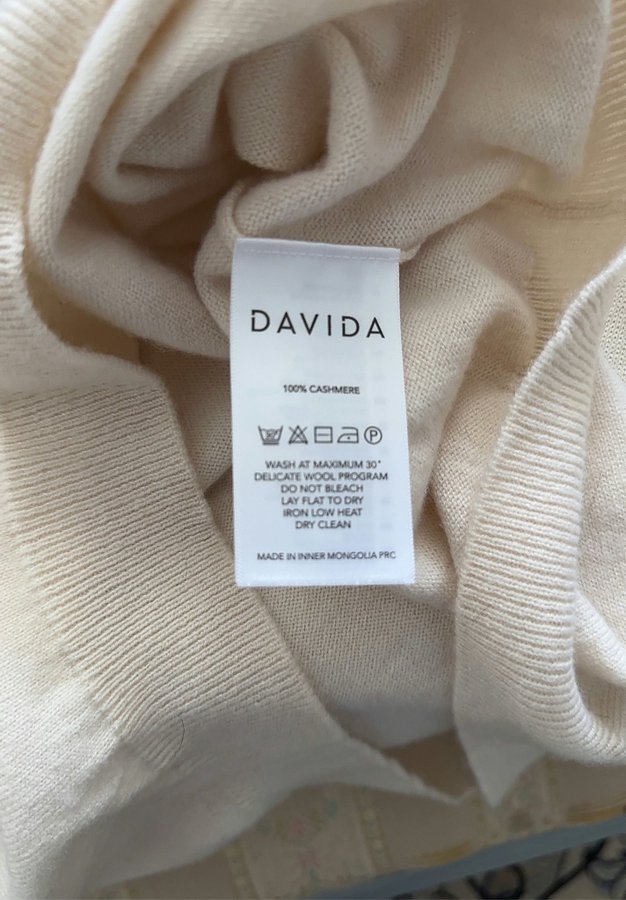 DAVIDA
100% CASHMERE
P
WASH AT MAXIMUM 30°
DELICATE WOOL PROGRAM
DO NOT BLEACH
LAY FLAT TO DRY
IRON LOW HEAT
DRY CLEAN
MADE IN INNER MONGOLIA PRC